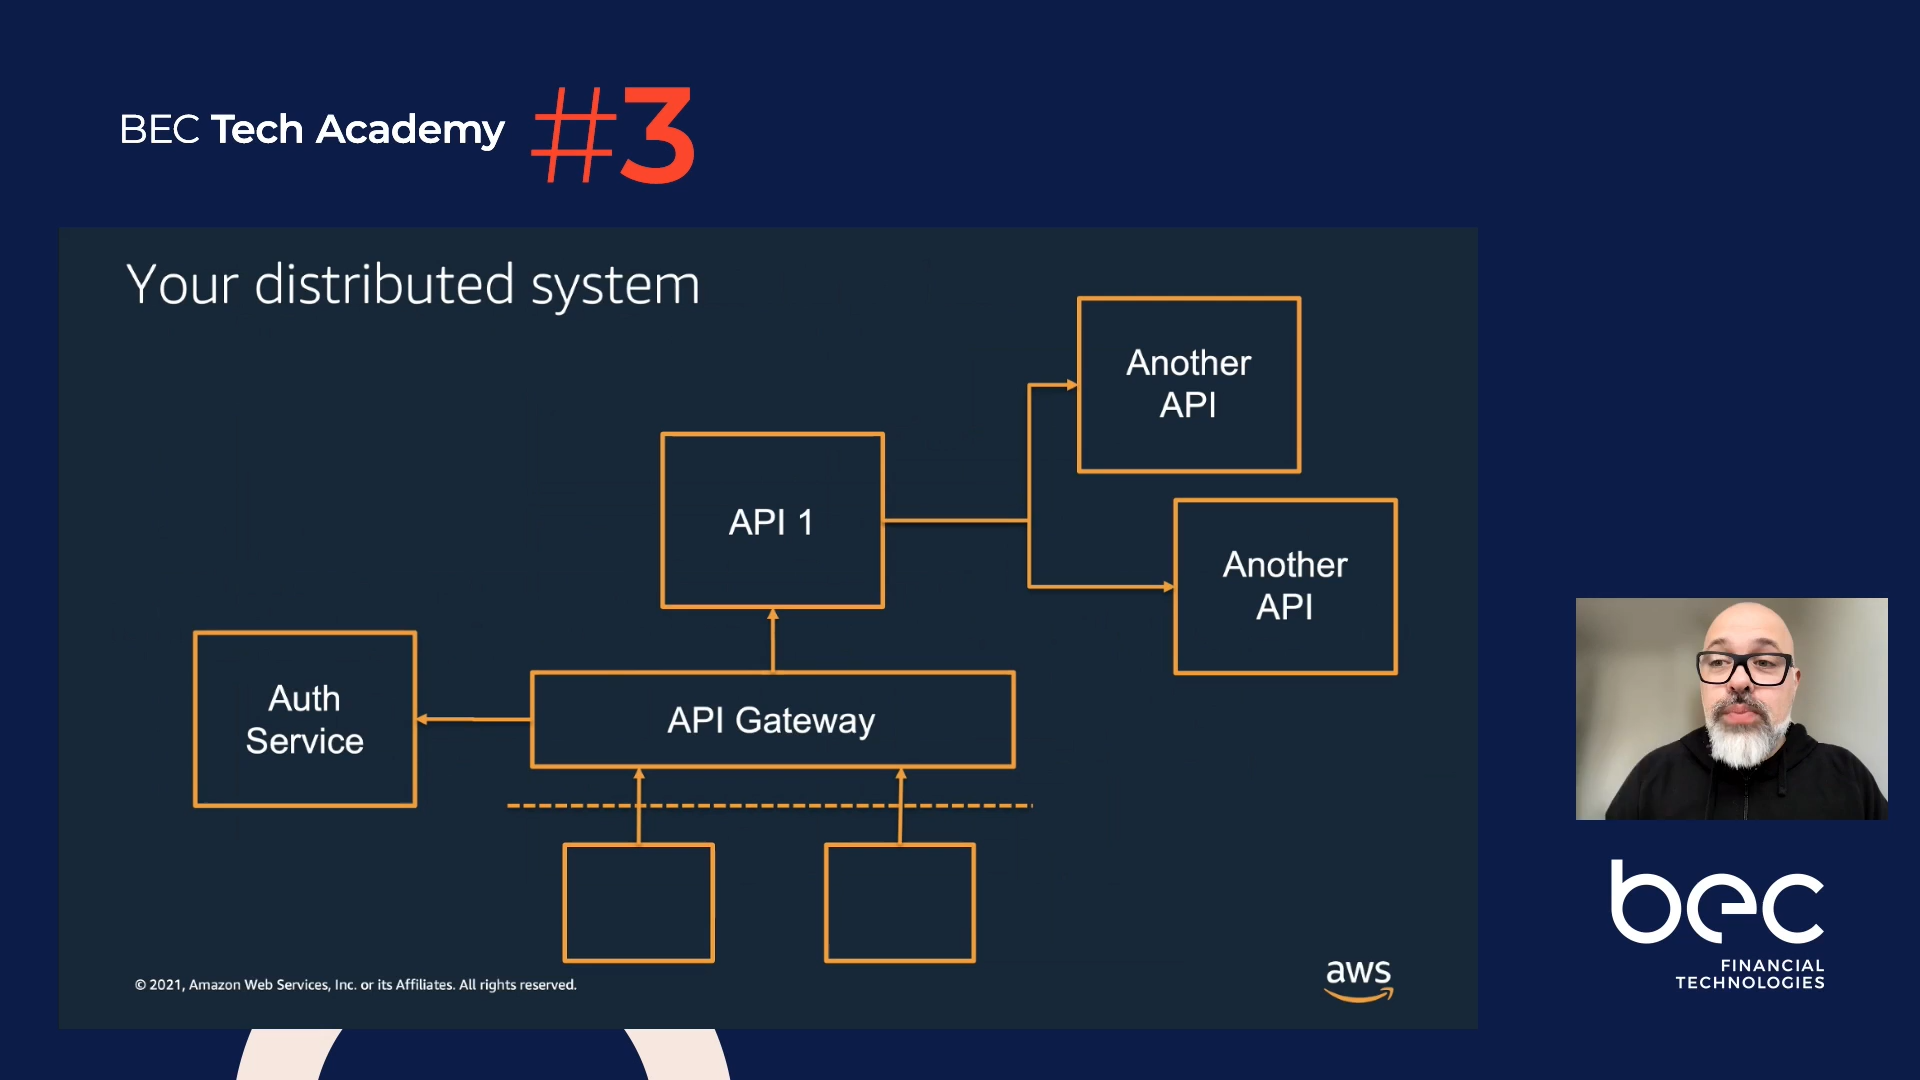 BEC Tech Academy #3
Your distributed system
Another
API
API 1
Another
API
Auth
Service
API Gateway
© 2021, Amazon Web Services, Inc. or its Affiliates. All rights reserved.
aws
bec
FINANCIAL
TECHNOLOGIES